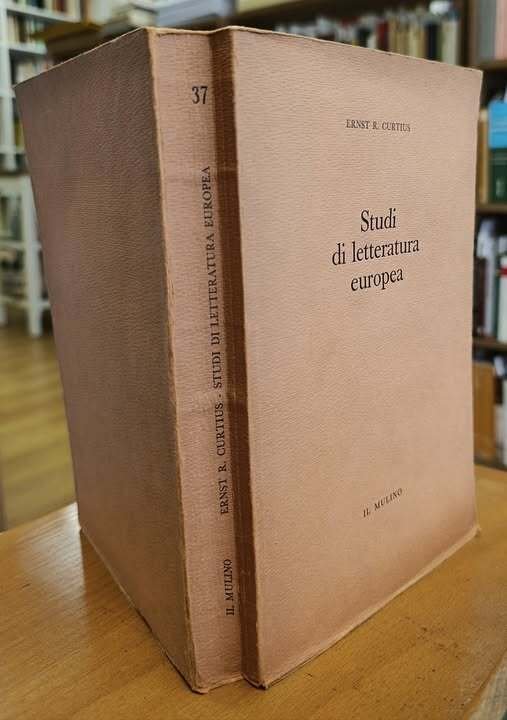 37
ERNST R. CURTIUS - STUDI DI LETTERATURA EUROPEA
IL MULINO
ERNST R. CURTIUS
Studi
di letteratura
europea
IL MULINO